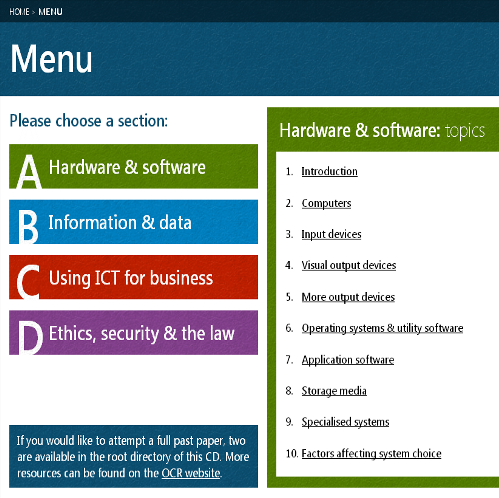 HOME > MENU
Menu
Please choose a section:
A Hardware & software
B Information & data
C Using ICT for business
D Ethics, security & the law
If you would like to attempt a full past paper, two
are available in the root directory of this CD. More
resources can be found on the OCR website.
Hardware & software: topics
1. Introduction
2. Computers
3. Input devices
4. Visual output devices
5. More output devices
6. Operating systems & utility software
7. Application software
8. Storage media
9. Specialised systems
10. Factors affecting system choice